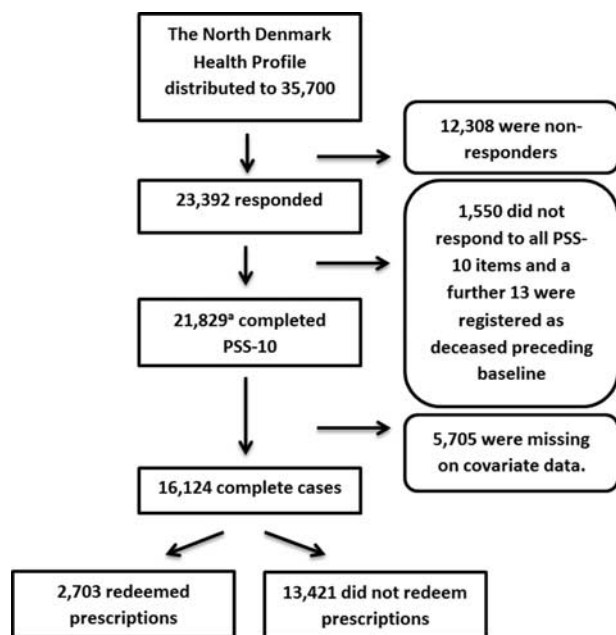 The North Denmark
Health Profile
distributed to 35,700
12,308 were non-
responders
23,392 responded
1,550 did not
respond to all PSS-
10 items and a
further 13 were
registered as
deceased preceding
baseline
21,829ª completed
PSS-10
5,705 were missing
on covariate data.
16,124 complete cases
2,703 redeemed
prescriptions
13,421 did not redeem
prescriptions